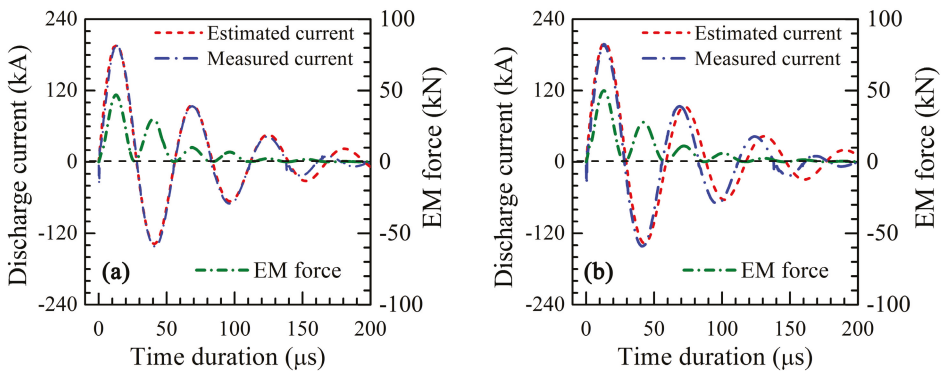 240
120
0
-120
-240
Discharge current (kA)
100
50
0
-50
-100
EM force (kN)
Estimated current
Measured current
(a)
EM force
0 50 100 150 200
Time duration (μs)
240
120
0
-120
-240
Discharge current (kA)
100
50
0
-50
-100
EM force (kN)
Estimated current
Measured current
(b)
EM force
0 50 100 150 200
Time duration (μs)